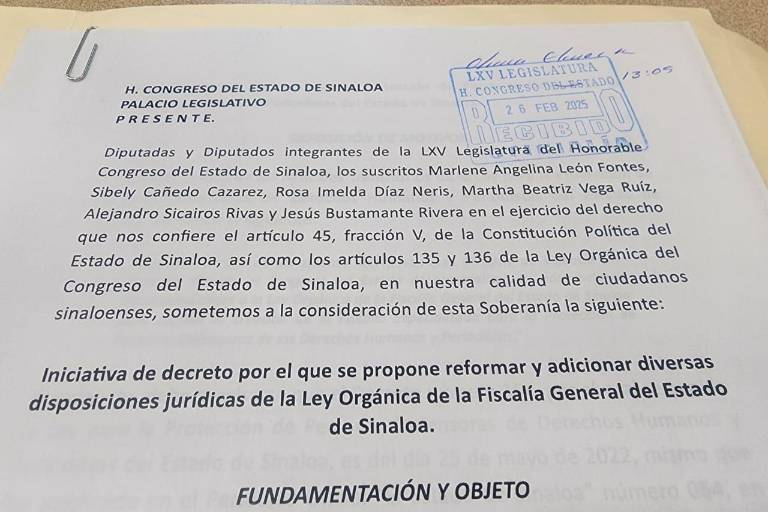 LXV LEGISLATURA
H. CONGRESO DEL ESTADO
13:05
26 FEB 2025
RECIBIDO
H. CONGRESO DEL ESTADO DE SINALOA
PALACIO LEGISLATIVO
P R E S E N T E.
Diputadas y Diputados integrantes de la LXV Legislatura del Honorable
Congreso del Estado de Sinaloa, los suscritos Marlene Angelina León Fontes,
Sibely Cañedo Cazarez, Rosa Imelda Díaz Neris, Martha Beatriz Vega Ruíz,
Alejandro Sicairos Rivas y Jesús Bustamante Rivera en el ejercicio del derecho
que nos confiere el artículo 45, fracción V, de la Constitución Política del
Estado de Sinaloa, así como los artículos 135 y 136 de la Ley Orgánica del
Congreso del Estado de Sinaloa, en nuestra calidad de ciudadanos
sinaloenses, sometemos a la consideración de esta Soberanía la siguiente:
Iniciativa de decreto por el que se propone reformar y adicionar diversas
disposiciones jurídicas de la Ley Orgánica de la Fiscalía General del Estado
de Sinaloa.
FUNDAMENTACIÓN Y OBJETO